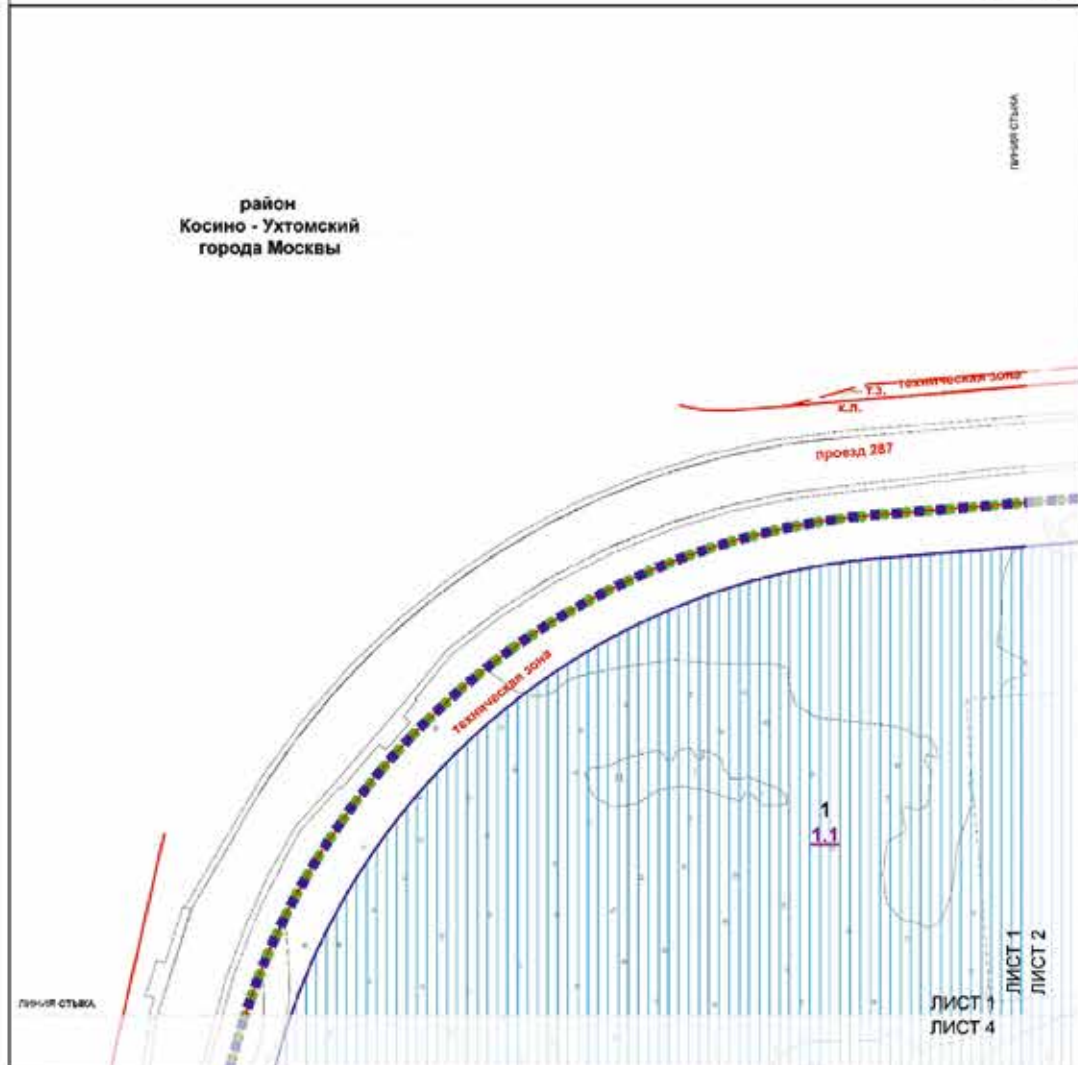 ЛИНИЯ СТЫКА
район
Косино - Ухтомский
города Москвы
техническая зона
т.з.
к.л.
проезд 287
техническая зона
1
1.1
ЛИНИЯ СТЫКА
ЛИСТ 1
ЛИСТ 2
ЛИСТ 1
ЛИСТ 4